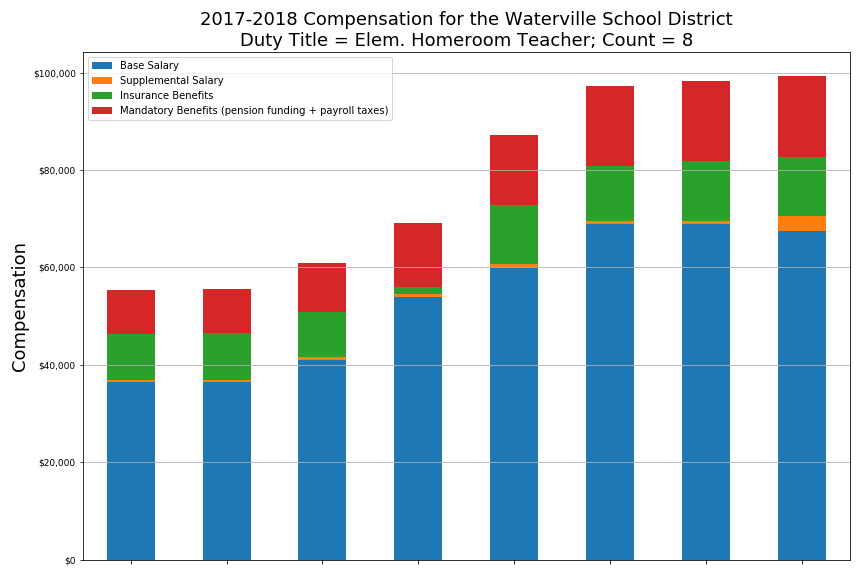 2017-2018 Compensation for the Waterville School District
Duty Title = Elem. Homeroom Teacher; Count = 8
Base Salary
Supplemental Salary
Insurance Benefits
Mandatory Benefits (pension funding + payroll taxes)
Compensation
$100,000
$80,000
$60,000
$40,000
$20,000
$0